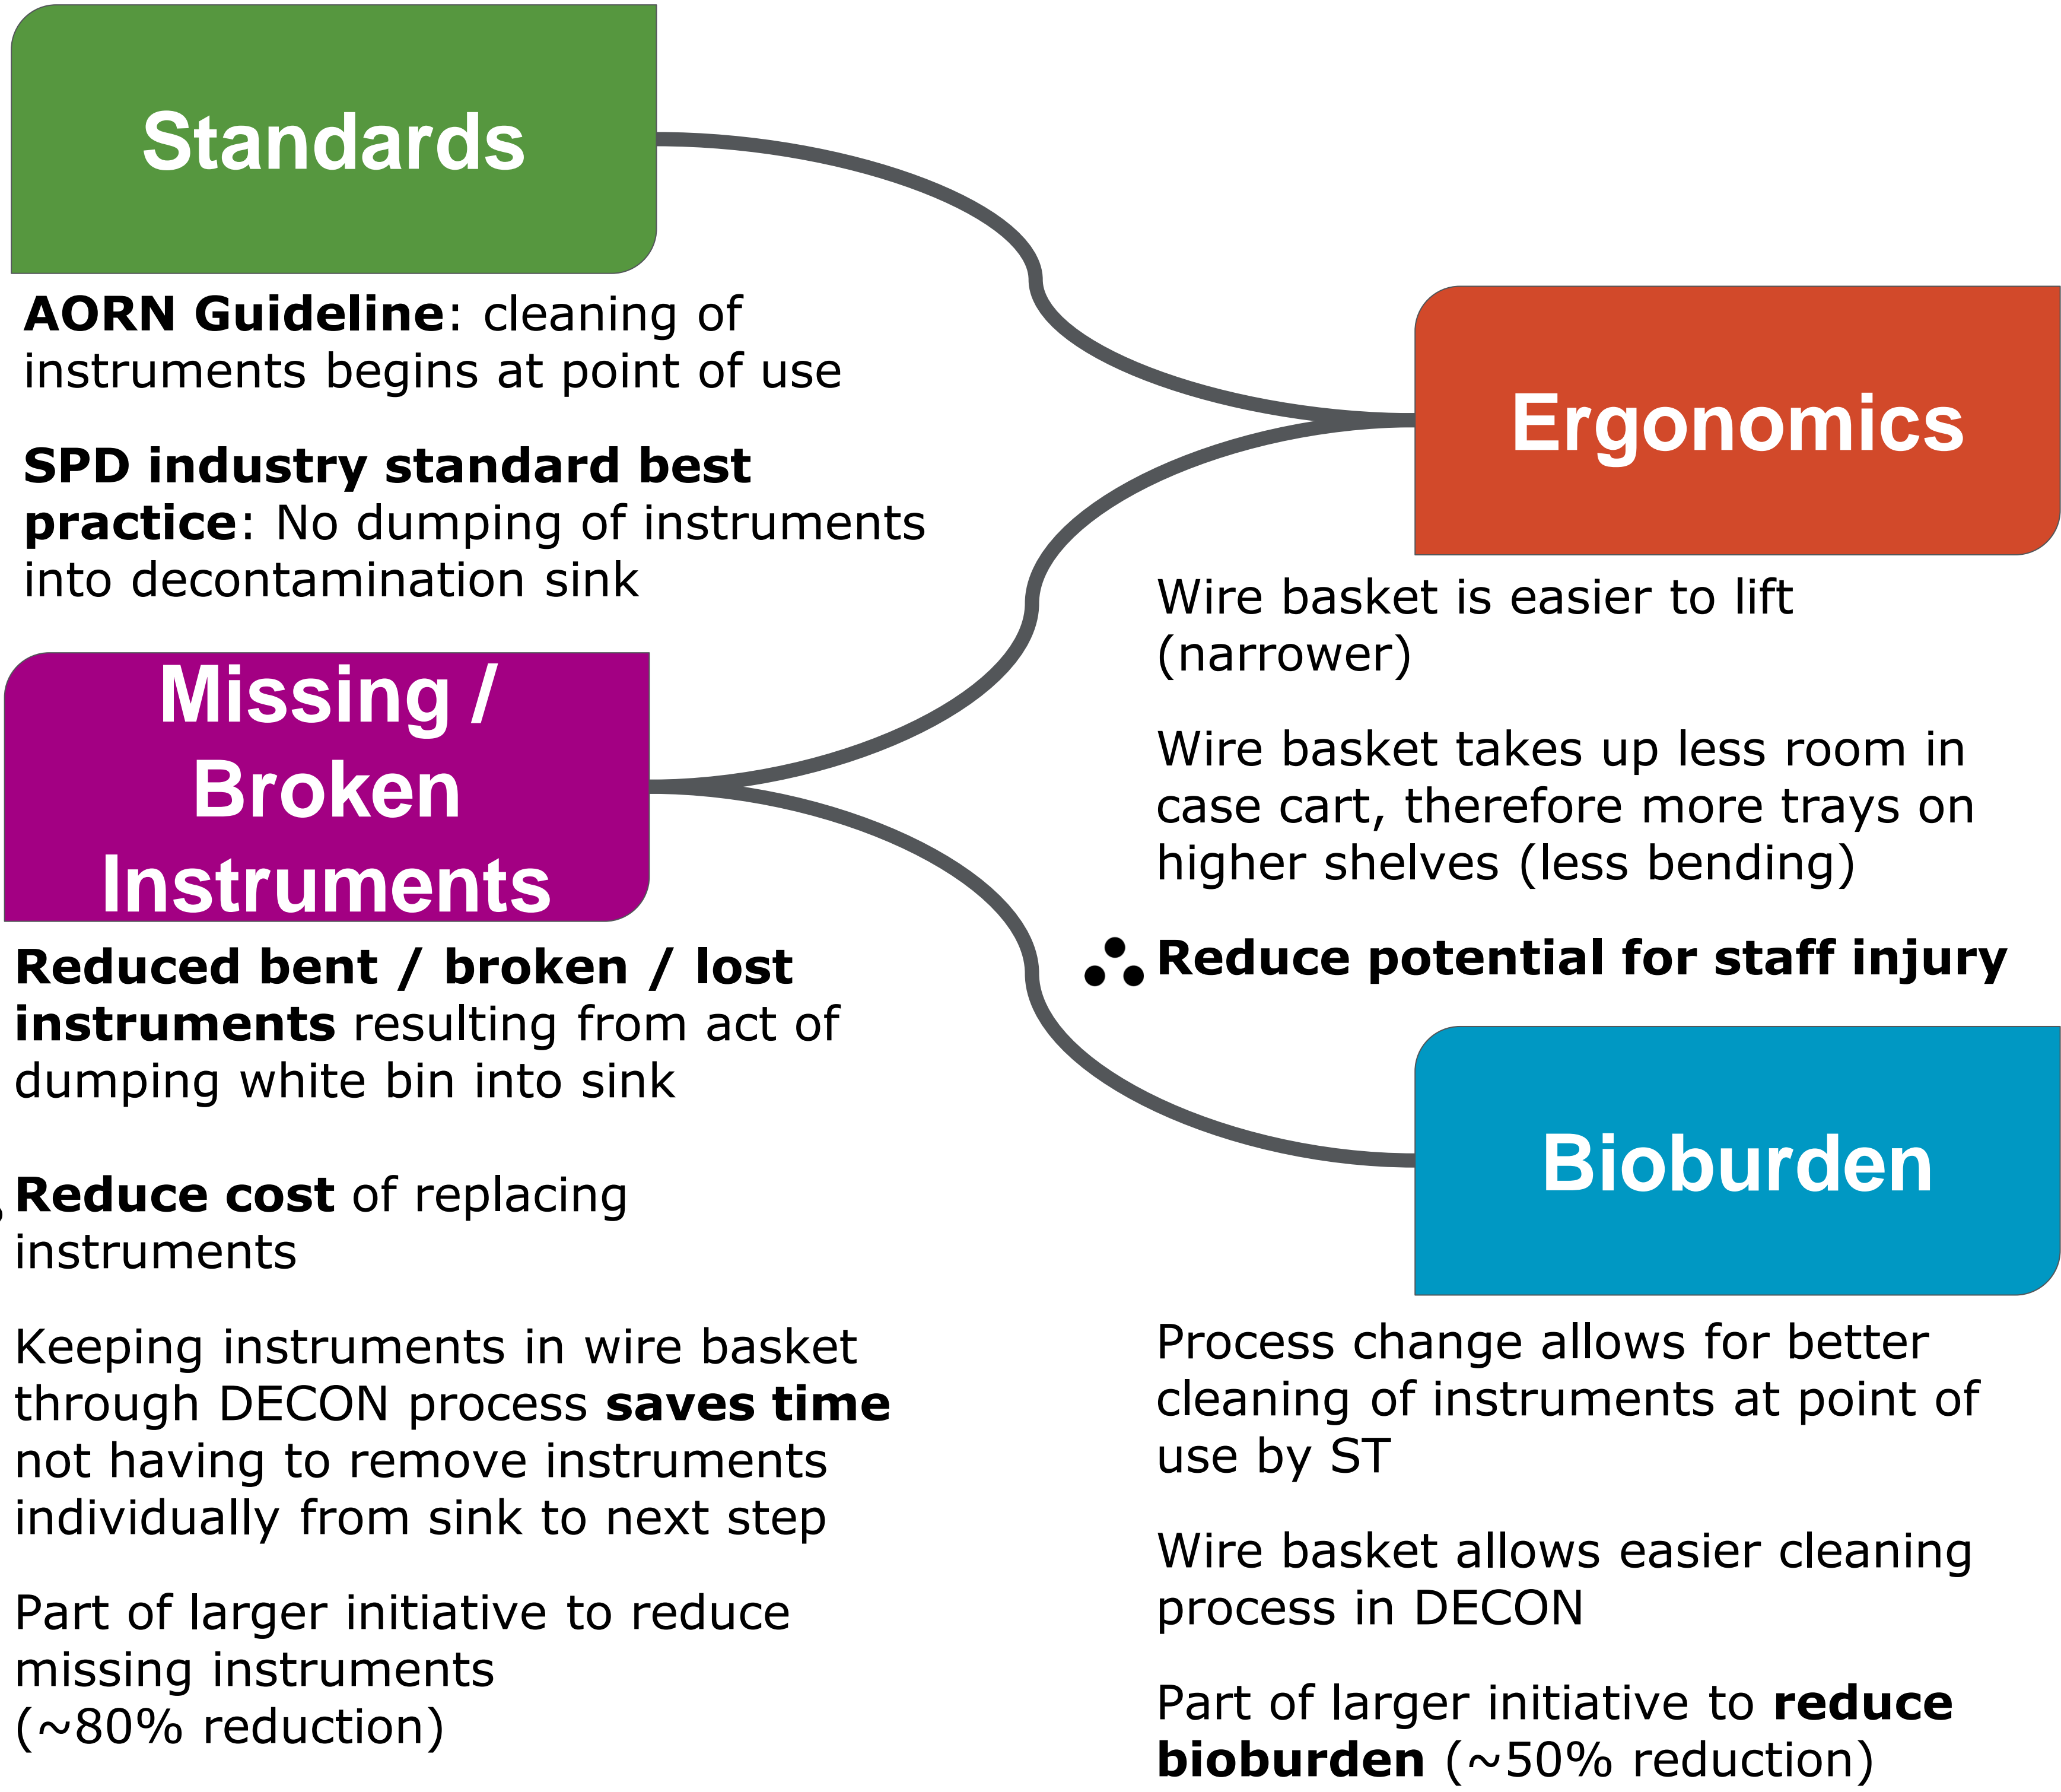 Standards
AORN Guideline: cleaning of
instruments begins at point of use
SPD industry standard best
practice: No dumping of instruments
into decontamination sink
Ergonomics
Wire basket is easier to lift
(narrower)
Wire basket takes up less room in
case cart, therefore more trays on
higher shelves (less bending)
∴ Reduce potential for staff injury
Missing /
Broken
Instruments
Reduced bent / broken / lost
instruments resulting from act of
dumping white bin into sink
Reduce cost of replacing
instruments
Keeping instruments in wire basket
through DECON process saves time
not having to remove instruments
individually from sink to next step
Part of larger initiative to reduce
missing instruments
(~80% reduction)
Bioburden
Process change allows for better
cleaning of instruments at point of
use by ST
Wire basket allows easier cleaning
process in DECON
Part of larger initiative to reduce
bioburden (~50% reduction)